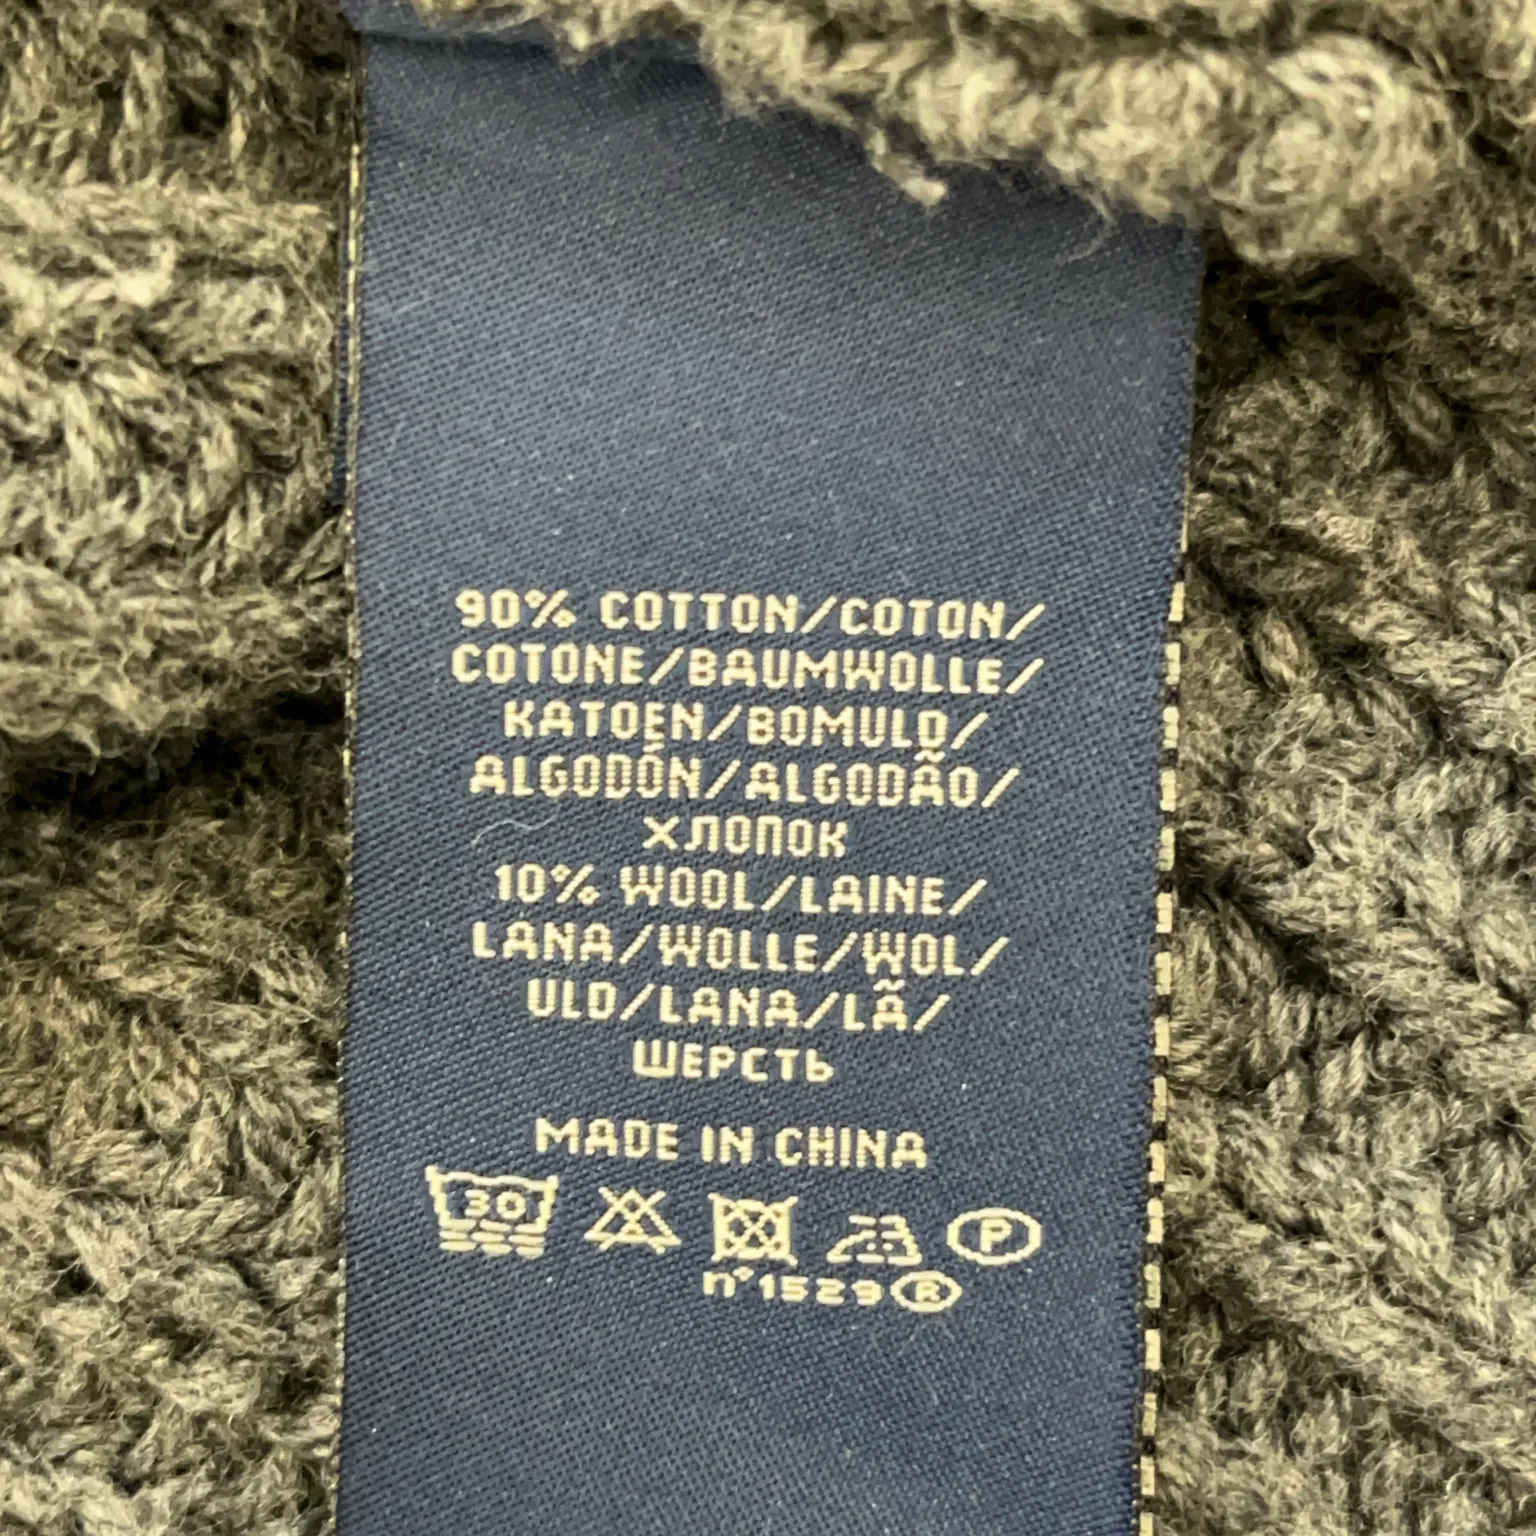 90% COTTON/COTON/
COTONE/BAUMWOLLE/
KATOEN/BOMULD/
ALGODÓN/ALGODÃO/
ХЛОПОК
10% WOOL/LAINE/
LANA/WOLLE/WOL/
ULD/LANA/LÃ/
ШЕРСТЬ
MADE IN CHINA
30 P
n°1529®